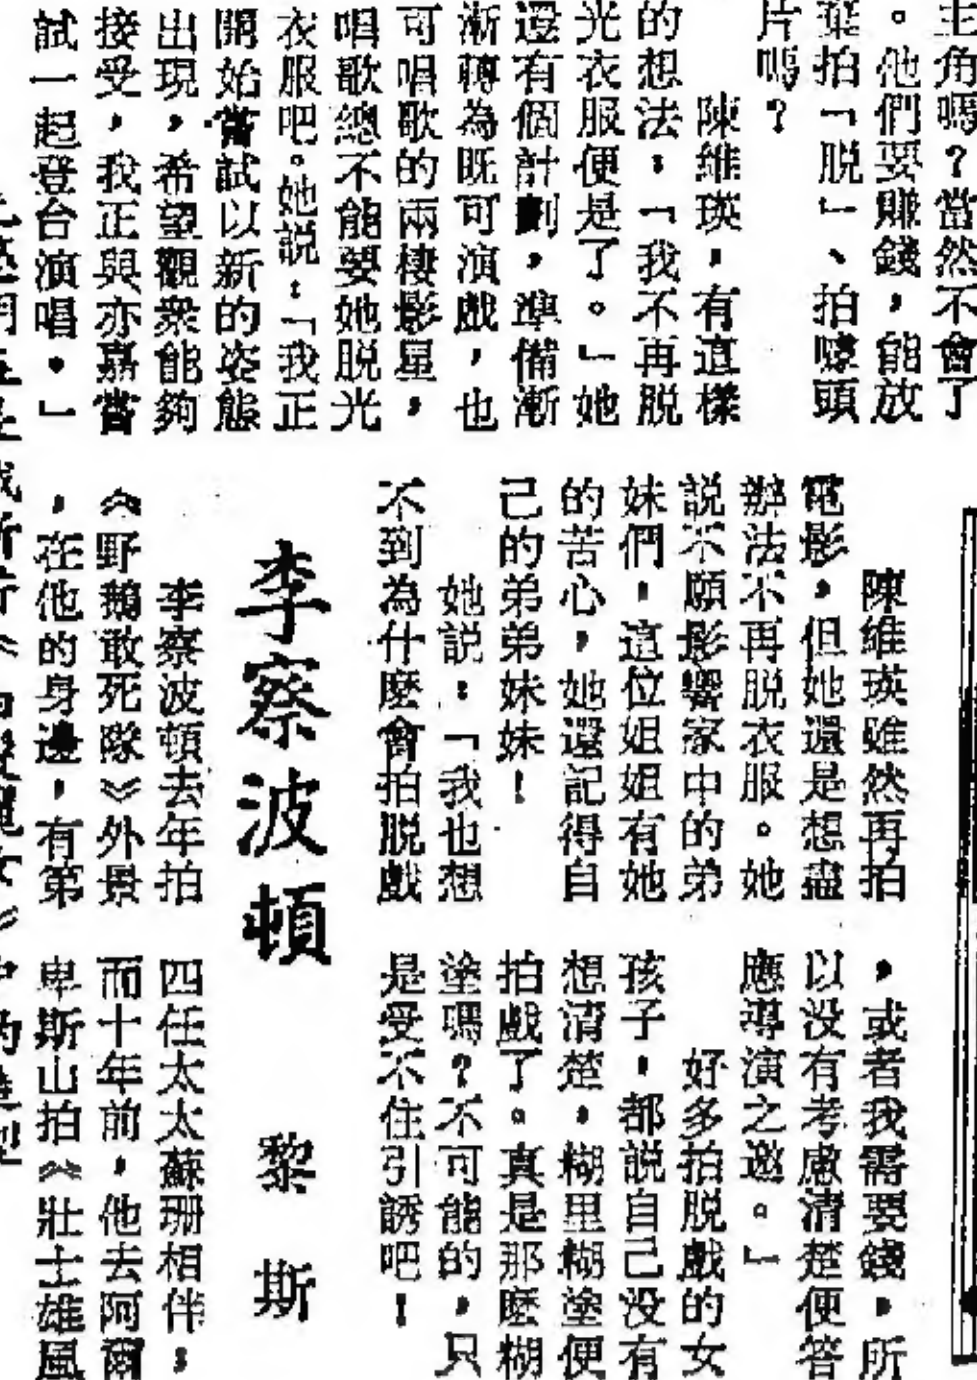 主角嗎？當然不會了
。他們要賺錢，能放
葉拍「脱」、拍噱頭
片嗎？
陳維瑛，有這樣
的想法，「我不再脱
光衣服便是了。」她
還有個計劃，準備漸
漸轉為既可演戲，也
可唱歌的兩棲影星，
唱歌總不能要她脱光
衣服吧。她説：「我正
開始嘗試以新的姿態
出現，希望觀衆能夠
接受，我正與亦嘉嘗
試一起登台演唱。」
陳維瑛雖然再拍
電影，但她還是想盡
辦法不再脱衣服。她
説不願影響家中的弟
妹們，這位姐姐有她
的苦心，她還記得自
己的弟弟妹妹！
她説：「我也想
不到為什麽會拍脱戲
，或者我需要錢，所
以没有考慮清楚便答
應導演之邀。」
好多拍脱戲的女
孩子，都説自己没有
想清楚，糊里糊塗便
拍戲了。真是那麽糊
塗嗎？不可能的，只
是受不住引誘吧！
李察波頓
黎斯
李察波頓去年拍
《野鵝敢死隊》外景
，在他的身邊，有第
四任太太蘇珊相伴；
而十年前，他去阿爾
卑斯山拍《壯士雄風